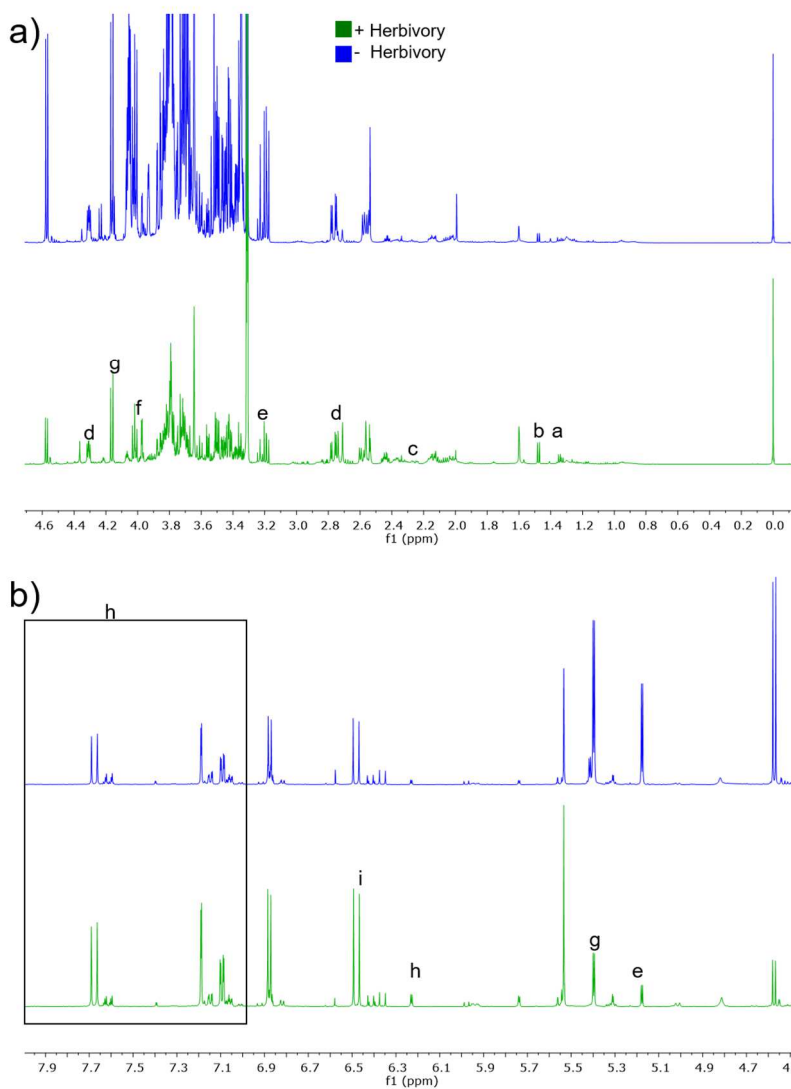 a)
+ Herbivory
- Herbivory
g
f
d
e
d
c
b a
4.6 4.4 4.2 4.0 3.8 3.6 3.4 3.2 3.0 2.8 2.6 2.4 2.2 2.0 1.8 1.6 1.4 1.2 1.0 0.8 0.6 0.4 0.2 0.0
f1 (ppm)
b)
h
i
h
g
e
7.9 7.7 7.5 7.3 7.1 6.9 6.7 6.5 6.3 6.1 5.9 5.7 5.5 5.3 5.1 4.9 4.7
f1 (ppm)